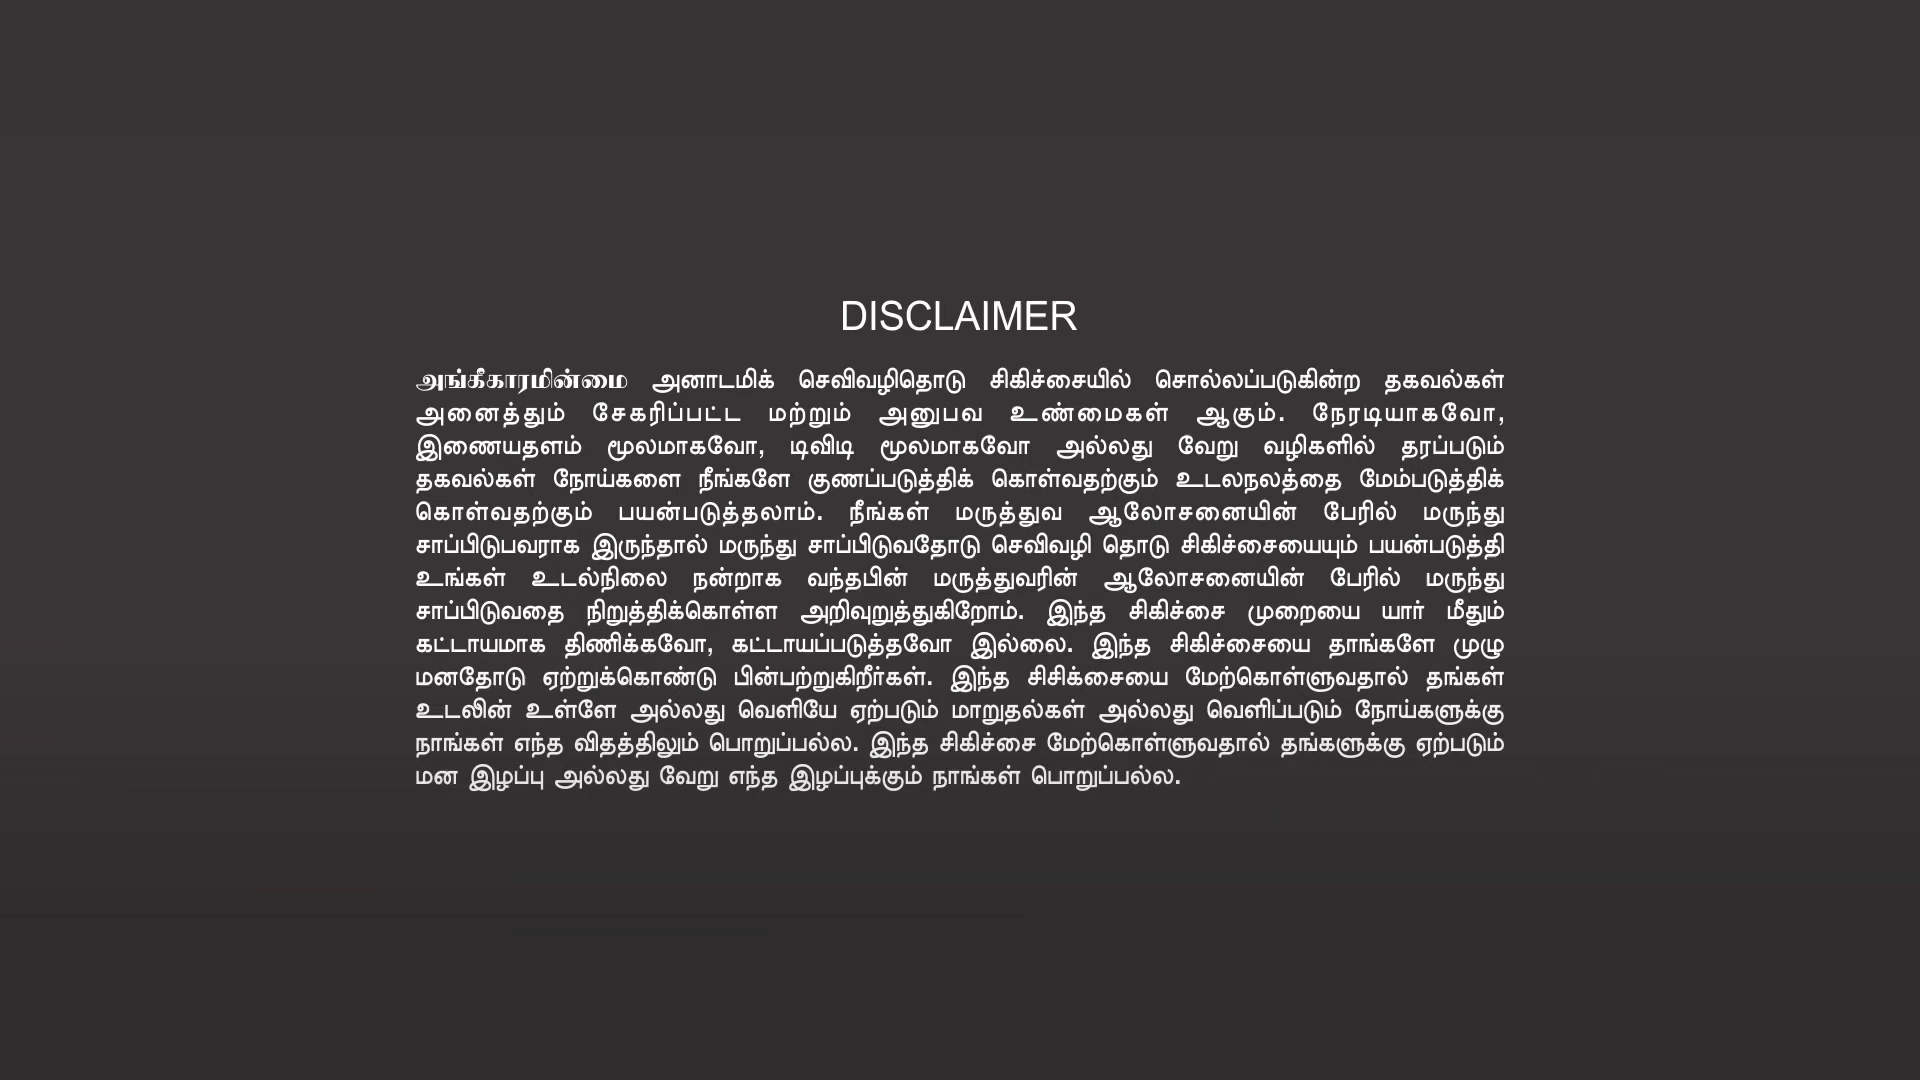 DISCLAIMER
அங்கீகாரமின்மை அனாடமிக் செவிவழிதொடு சிகிச்சையில் சொல்லப்படுகின்ற தகவல்கள்
அனைத்தும் சேகரிப்பட்ட மற்றும் அனுபவ உண்மைகள் ஆகும். நேரடியாகவோ,
இணையதளம் மூலமாகவோ, டிவிடி மூலமாகவோ அல்லது வேறு வழிகளில் தரப்படும்
தகவல்கள் நோய்களை நீங்களே குணப்படுத்திக் கொள்வதற்கும் உடலநலத்தை மேம்படுத்திக்
கொள்வதற்கும் பயன்படுத்தலாம். நீங்கள் மருத்துவ ஆலோசனையின் பேரில் மருந்து
சாப்பிடுபவராக இருந்தால் மருந்து சாப்பிடுவதோடு செவிவழி தொடு சிகிச்சையையும் பயன்படுத்தி
உங்கள் உடல்நிலை நன்றாக வந்தபின் மருத்துவரின் ஆலோசனையின் பேரில் மருந்து
சாப்பிடுவதை நிறுத்திக்கொள்ள அறிவுறுத்துகிறோம். இந்த சிகிச்சை முறையை யார் மீதும்
கட்டாயமாக திணிக்கவோ, கட்டாயப்படுத்தவோ இல்லை. இந்த சிகிச்சையை தாங்களே முழு
மனதோடு ஏற்றுக்கொண்டு பின்பற்றுகிறீர்கள். இந்த சிசிக்சையை மேற்கொள்ளுவதால் தங்கள்
உடலின் உள்ளே அல்லது வெளியே ஏற்படும் மாறுதல்கள் அல்லது வெளிப்படும் நோய்களுக்கு
நாங்கள் எந்த விதத்திலும் பொறுப்பல்ல. இந்த சிகிச்சை மேற்கொள்ளுவதால் தங்களுக்கு ஏற்படும்
மன இழப்பு அல்லது வேறு எந்த இழப்புக்கும் நாங்கள் பொறுப்பல்ல.